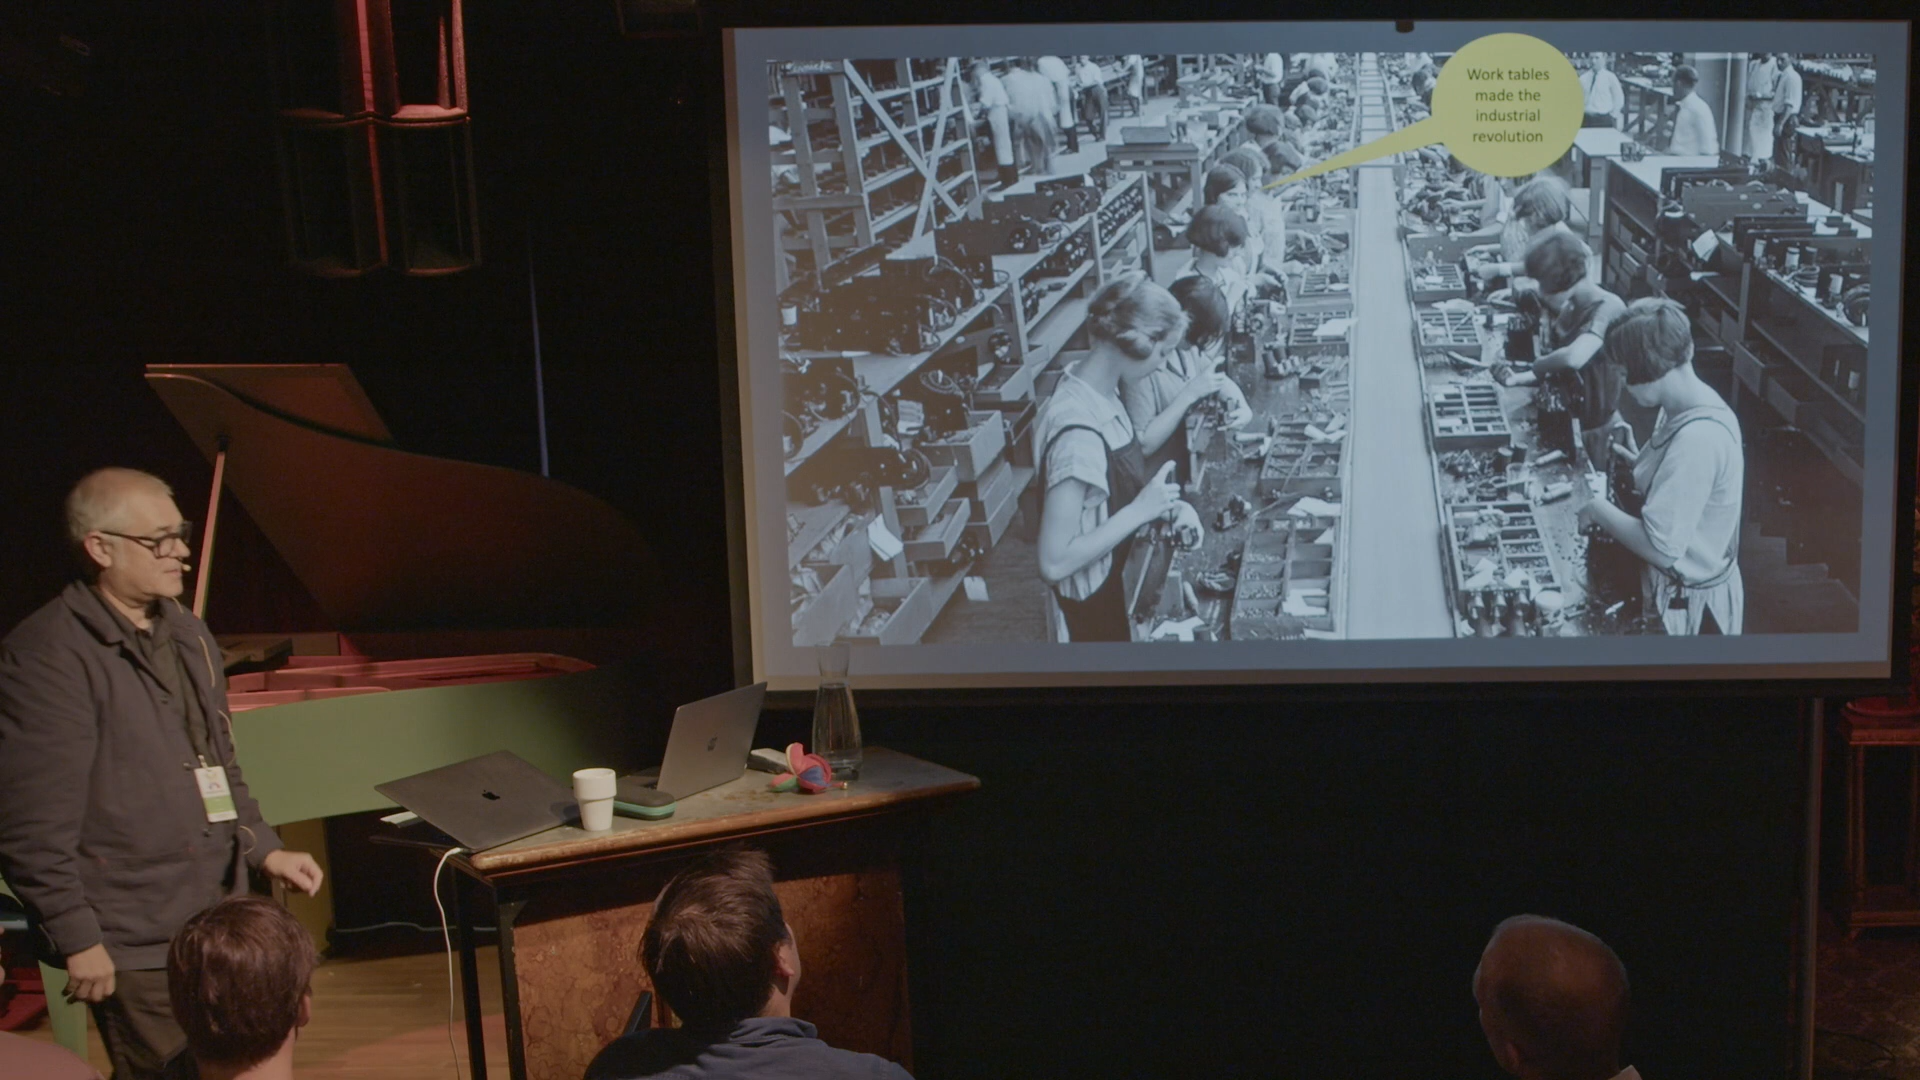 Work tables
made the
industrial
revolution